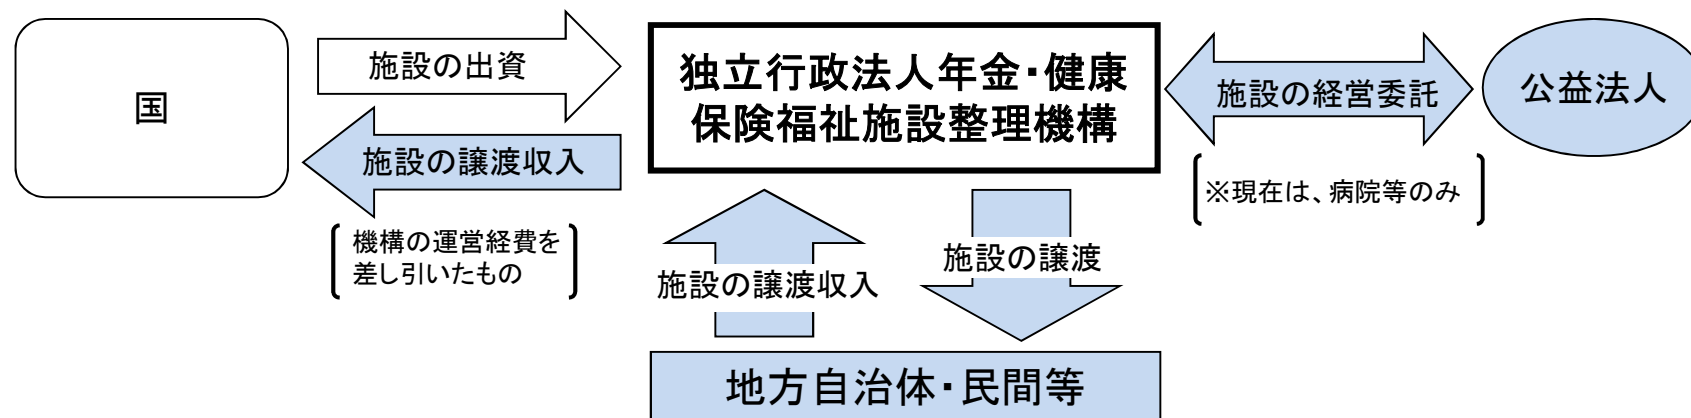 国
施設の出資
施設の譲渡収入
機構の運営経費を
差し引いたもの
独立行政法人年金・健康
保険福祉施設整理機構
施設の経営委託
公益法人
※現在は、病院等のみ
施設の譲渡収入
施設の譲渡
地方自治体・民間等